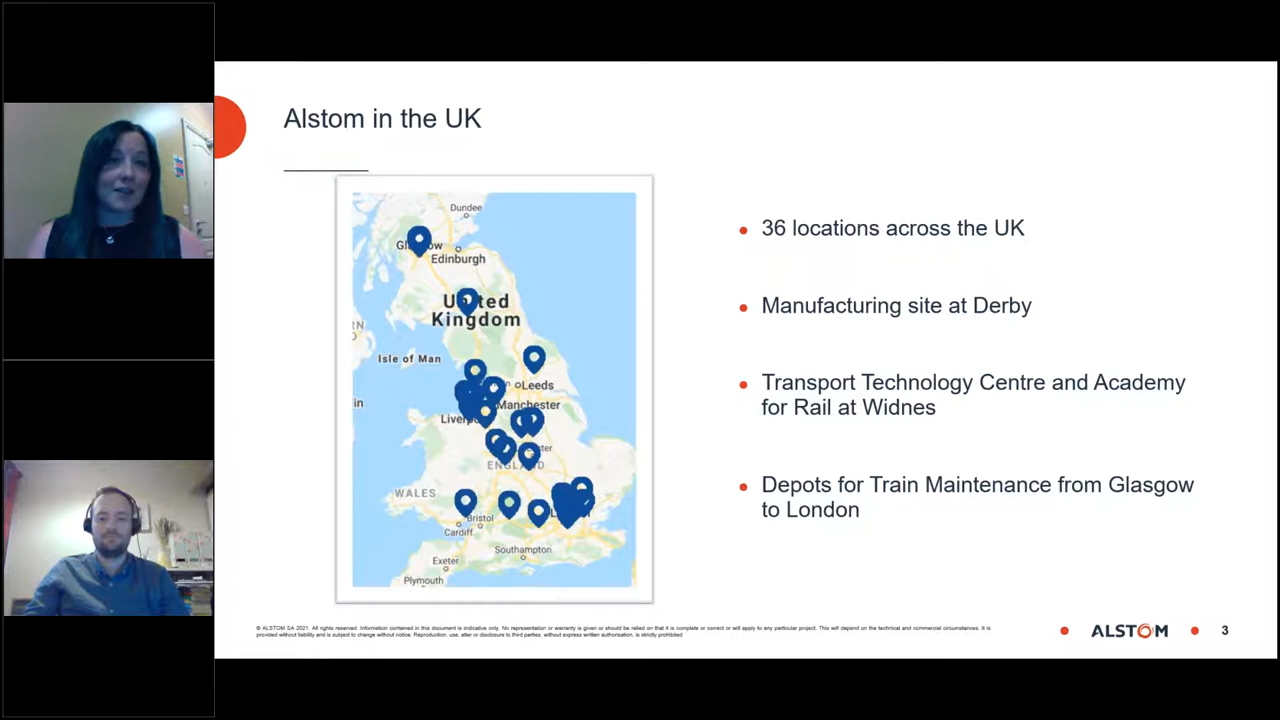 Alstom in the UK
Dundee
Edinburgh
United
Kingdom
Isle of Man
Leeds
Manchester
ENGLAND
WALES
Bristol
Cardiff
Southampton
Exeter
Plymouth
• 36 locations across the UK
• Manufacturing site at Derby
• Transport Technology Centre and Academy
for Rail at Widnes
• Depots for Train Maintenance from Glasgow
to London
© ALSTOM SA 2021. All rights reserved. Information contained in this document is indicative only. No representation or warranty is given or should be relied on that it is complete or correct or will apply to any particular project. This will depend on the technical and commercial circumstances. It is
provided without liability and is subject to change without notice. Reproduction, use, alter or disclosure to third parties, without express written authorisation, is strictly prohibited
ALSTOM
3